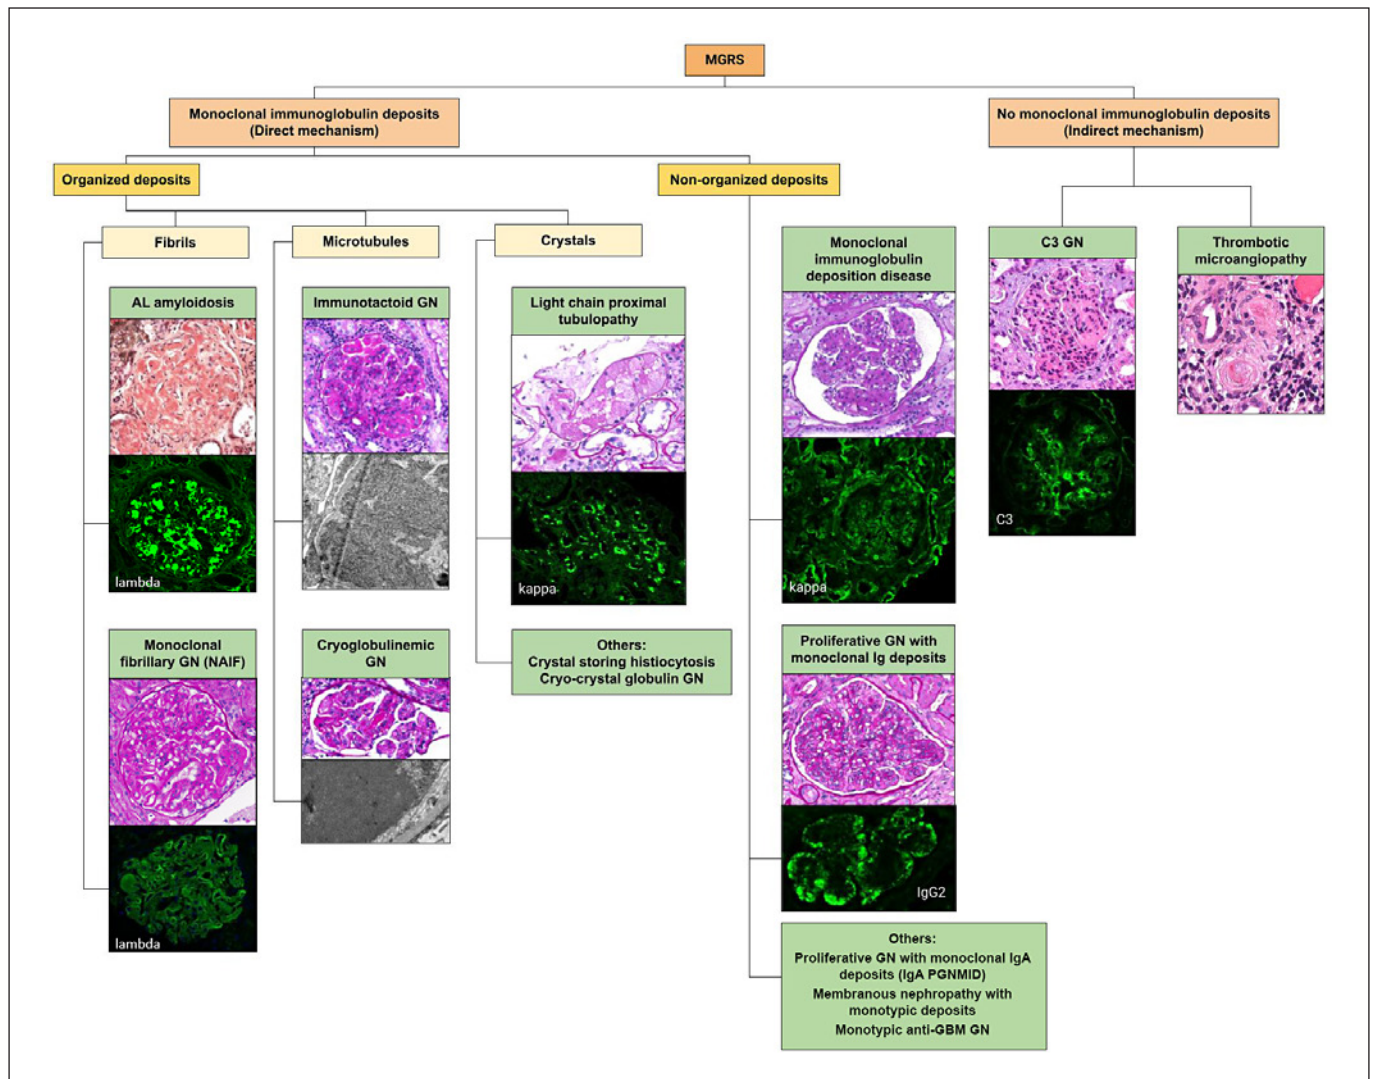 MGRS
Monoclonal immunoglobulin deposits
(Direct mechanism)
No monoclonal immunoglobulin deposits
(Indirect mechanism)
Organized deposits
Non-organized deposits
Fibrils
Microtubules
Crystals
Monoclonal
immunoglobulin
deposition disease
kappa
C3 GN
C3
Thrombotic
microangiopathy
AL amyloidosis
lambda
Immunotactoid GN
Light chain proximal
tubulopathy
kappa
Monoclonal
fibrillary GN (NAIF)
lambda
Cryoglobulinemic
GN
Others:
Crystal storing histiocytosis
Cryo-crystal globulin GN
Proliferative GN with
monoclonal Ig deposits
IgG2
Others:
Proliferative GN with monoclonal IgA
deposits (IgA PGNMID)
Membranous nephropathy with
monotypic deposits
Monotypic anti-GBM GN